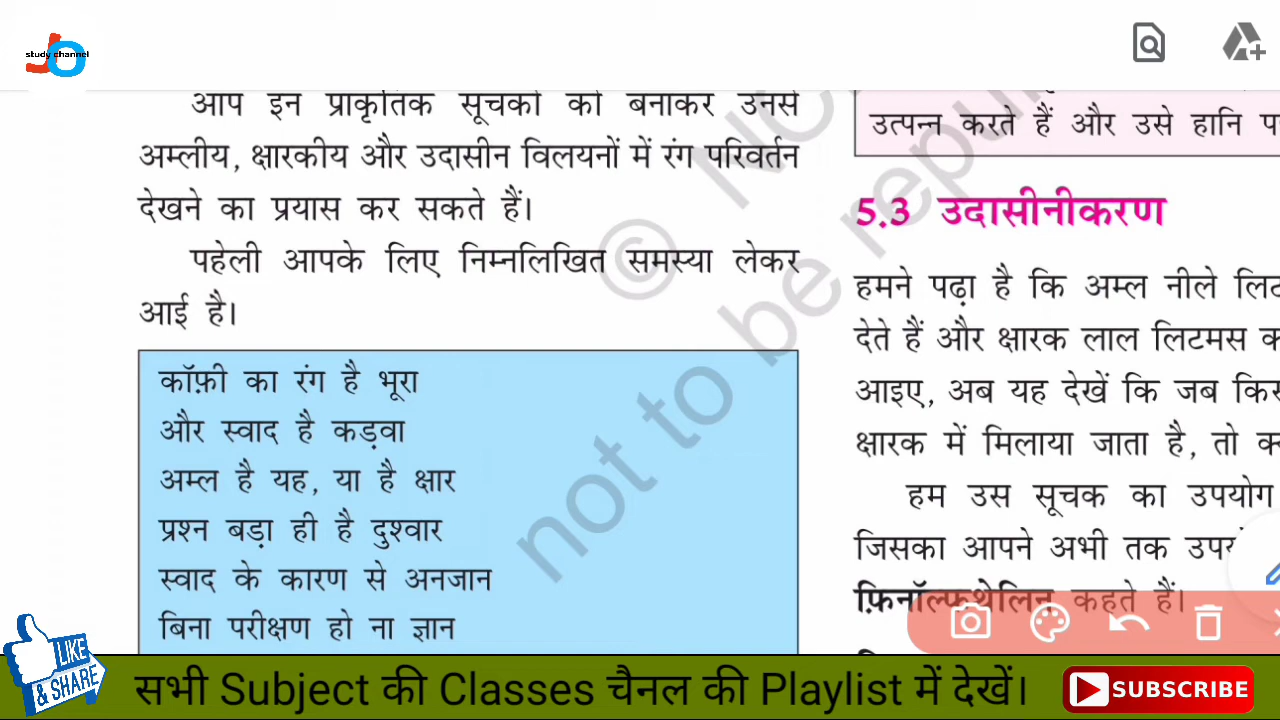 study channel
JO
आप इन प्राकृतिक सूचकों को बनाकर उनसे
अम्लीय, क्षारकीय और उदासीन विलयनों में रंग परिवर्तन
देखने का प्रयास कर सकते हैं।
पहेली आपके लिए निम्नलिखित समस्या लेकर
आई है।
कॉफ़ी का रंग है भूरा
और स्वाद है कड़वा
अम्ल है यह, या है क्षार
प्रश्न बड़ा ही है दुश्वार
स्वाद के कारण से अनजान
बिना परीक्षण हो ना ज्ञान
उत्पन्न करते हैं और उसे हानि
5.3 उदासीनीकरण
हमने पढ़ा है कि अम्ल नीले
देते हैं और क्षारक लाल लिटमस
आइए, अब यह देखें कि जब
क्षारक में मिलाया जाता है, तो
हम उस सूचक का उपयोग
जिसका आपने अभी तक
फ़िनॉल्फ़थेलिन कहते हैं।
© NC
not to be repu
LIKE
& SHARE
सभी Subject की Classes चैनल की Playlist में देखें।
SUBSCRIBE